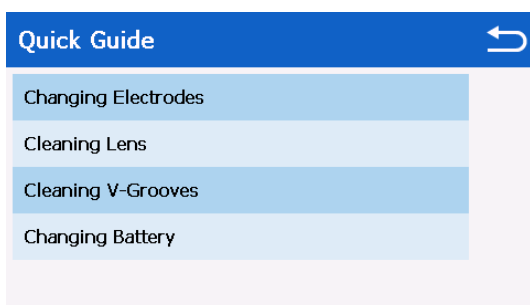 Quick Guide
Changing Electrodes
Cleaning Lens
Cleaning V-Grooves
Changing Battery